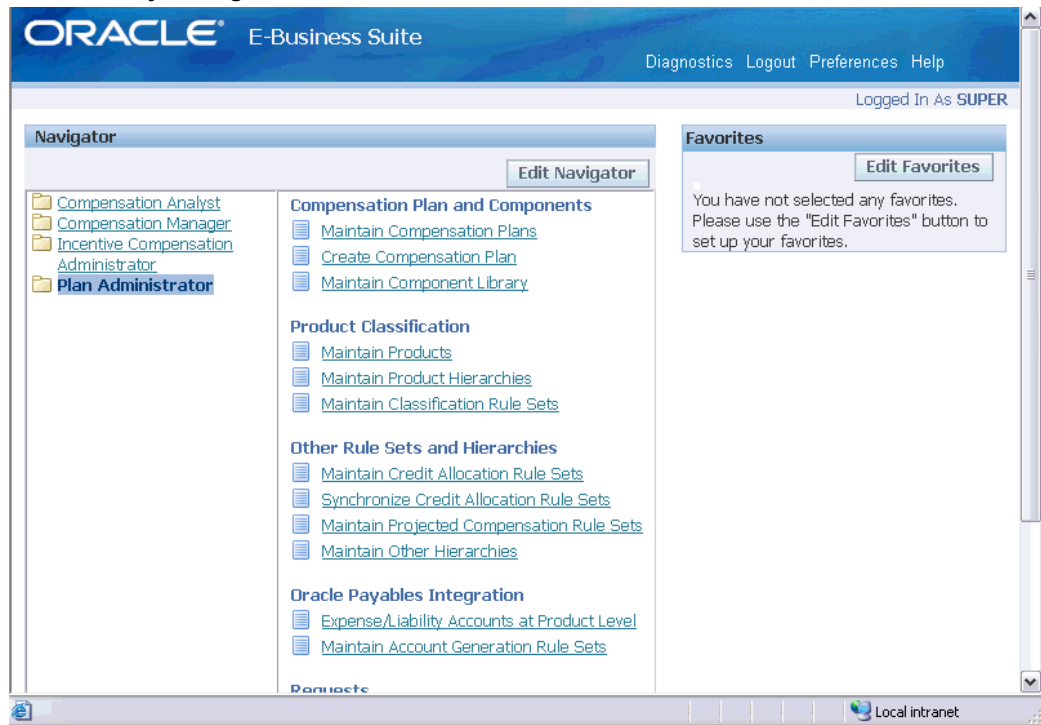 ORACLE® E-Business Suite
Diagnostics Logout Preferences Help
Logged In As SUPER
Navigator
Edit Navigator
Compensation Analyst
Compensation Manager
Incentive Compensation
Administrator
Plan Administrator
Compensation Plan and Components
Maintain Compensation Plans
Create Compensation Plan
Maintain Component Library
Product Classification
Maintain Products
Maintain Product Hierarchies
Maintain Classification Rule Sets
Other Rule Sets and Hierarchies
Maintain Credit Allocation Rule Sets
Synchronize Credit Allocation Rule Sets
Maintain Projected Compensation Rule Sets
Maintain Other Hierarchies
Oracle Payables Integration
Expense/Liability Accounts at Product Level
Maintain Account Generation Rule Sets
Requests
Favorites
Edit Favorites
You have not selected any favorites.
Please use the "Edit Favorites" button to
set up your favorites.
Local intranet